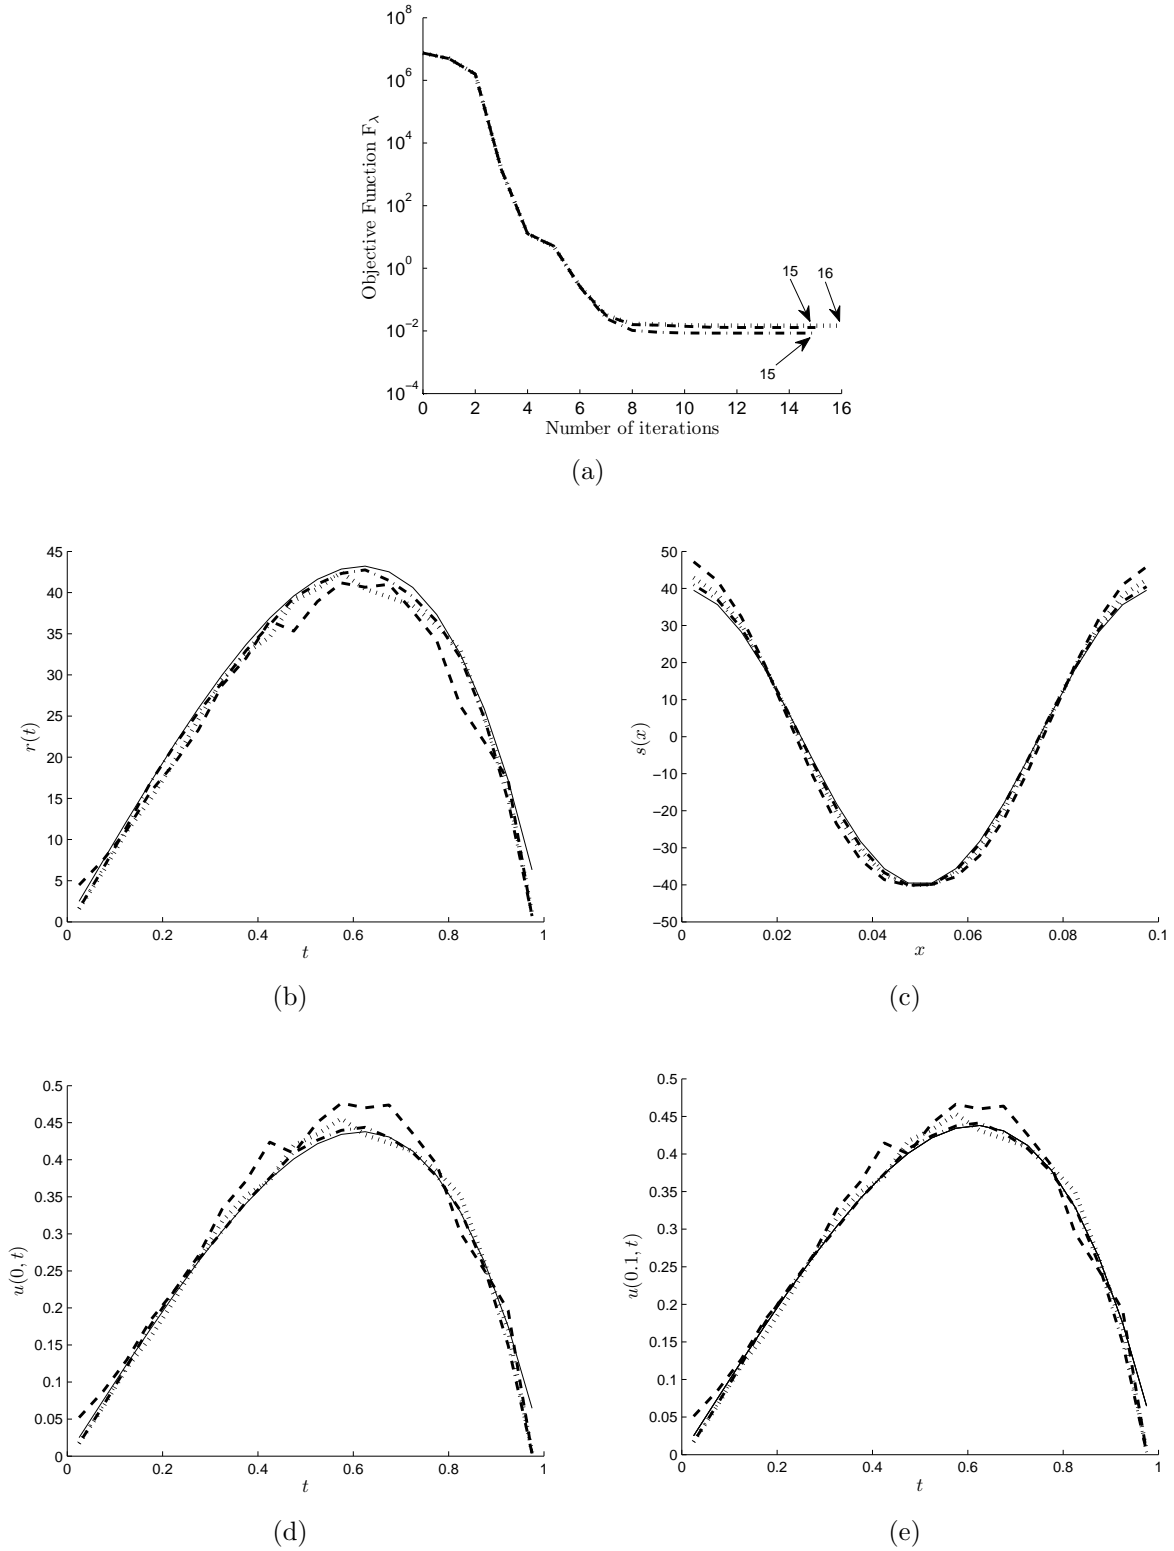 10^8
10^6
10^4
10^2
10^0
10^−2
10^−4
Objective Function F_λ
15
16
15
0 2 4 6 8 10 12 14 16
Number of iterations
(a)
45
40
35
30
25
20
15
10
5
0
r(t)
0 0.2 0.4 0.6 0.8 1
t
(b)
50
40
30
20
10
0
−10
−20
−30
−40
−50
s(x)
0 0.02 0.04 0.06 0.08 0.1
x
(c)
0.5
0.45
0.4
0.35
0.3
0.25
0.2
0.15
0.1
0.05
0
u(0, t)
0 0.2 0.4 0.6 0.8 1
t
(d)
0.5
0.45
0.4
0.35
0.3
0.25
0.2
0.15
0.1
0.05
0
u(0.1, t)
0 0.2 0.4 0.6 0.8 1
t
(e)